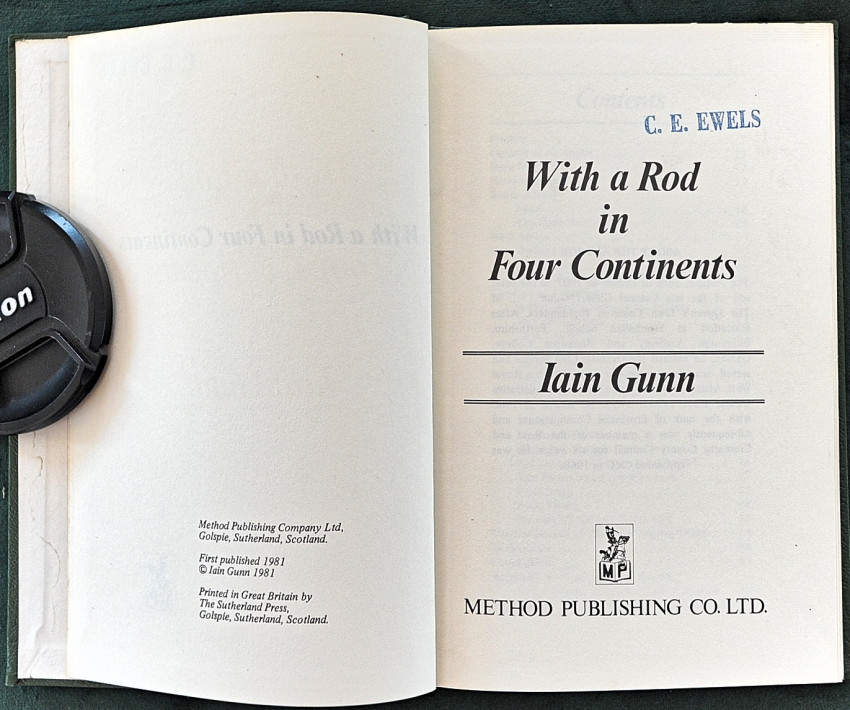 Method Publishing Company Ltd,
Golspie, Sutherland, Scotland.
First published 1981
© Iain Gunn 1981
Printed in Great Britain by
The Sutherland Press,
Golspie, Sutherland, Scotland.
C. E. EWELS
With a Rod
in
Four Continents
Iain Gunn
MP
METHOD PUBLISHING CO. LTD.
on